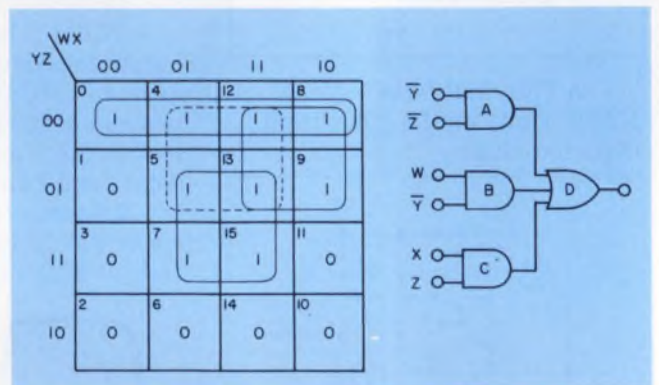 WX
YZ
00 01 11 10
0 4 12 8
00 1 1 1 1
1 5 13 9
01 0 1 1 1
3 7 15 11
11 0 1 1 0
2 6 14 10
10 0 0 0 0
Y̅
A
Z̅
W
B D
Y̅
X
C
Z